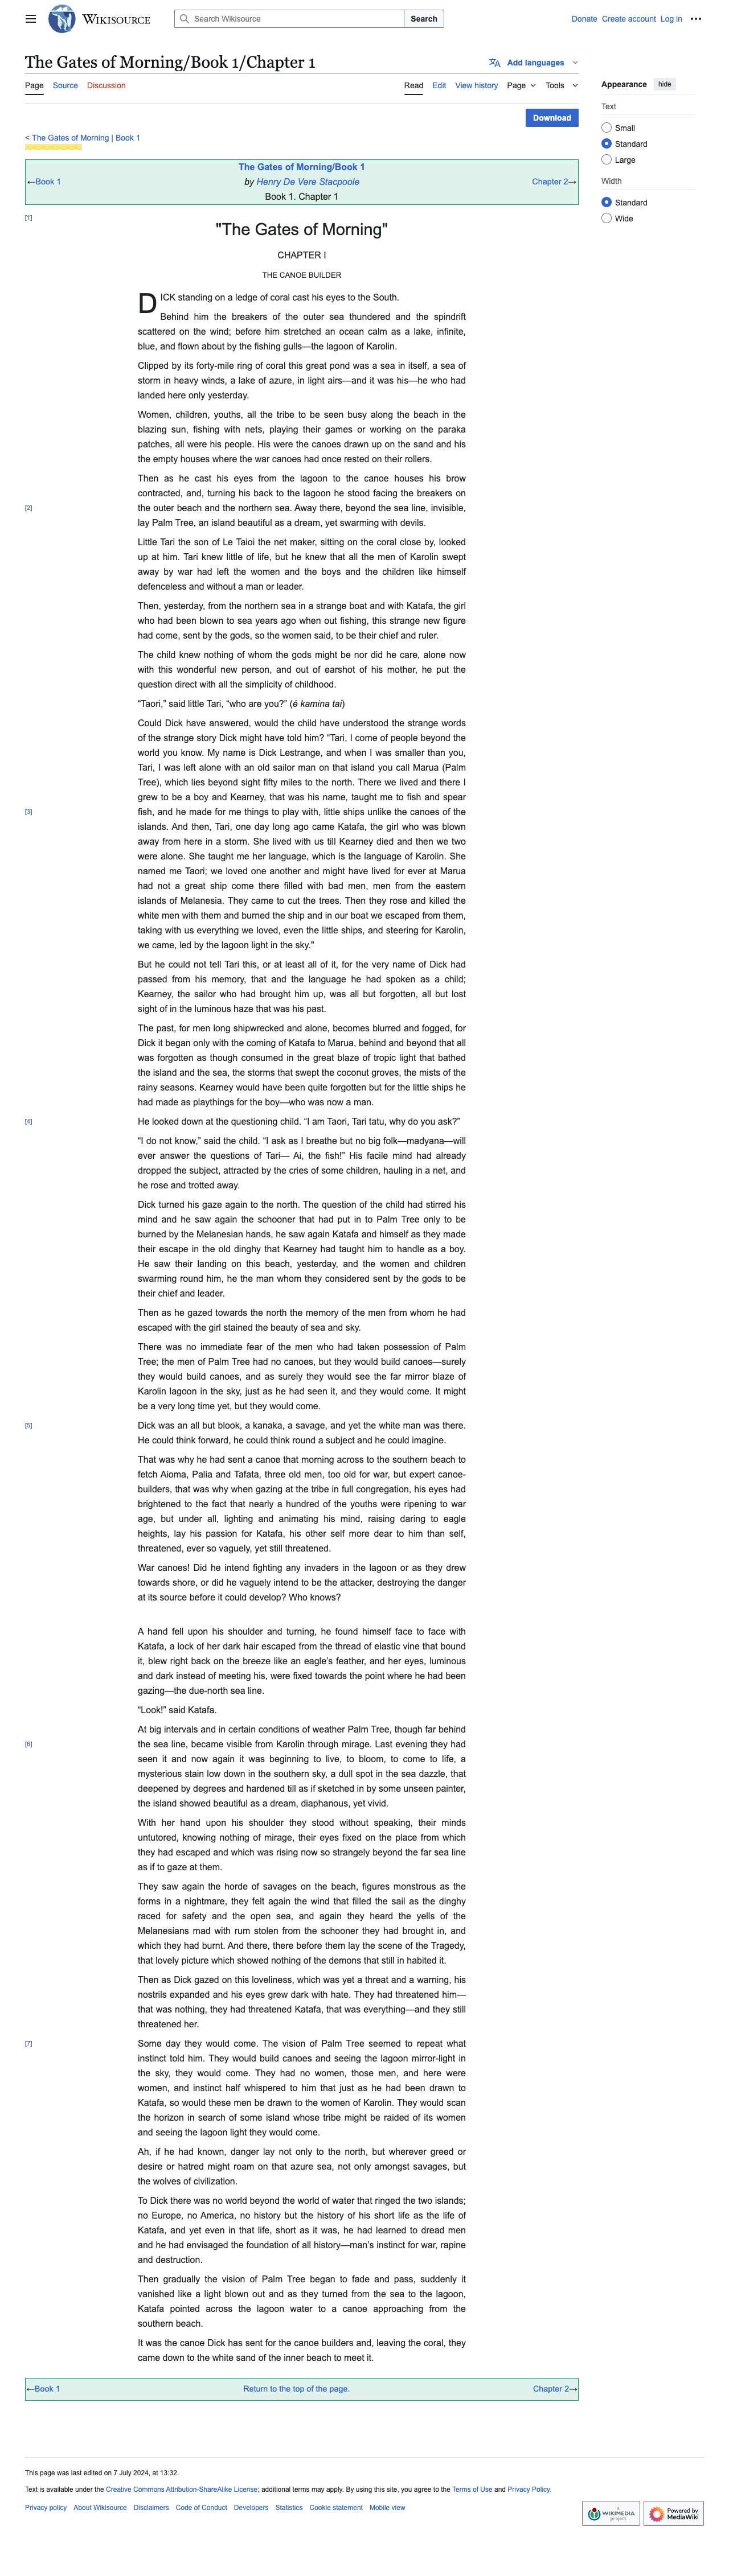 WIKISOURCE
Search Wikisource
Search
Donate Create account Log in
The Gates of Morning/Book 1/Chapter 1
Add languages
Page Source Discussion
Read Edit View history Page Tools
Appearance hide
Text
Small
Standard
Large
Width
Standard
Wide
Download
< The Gates of Morning | Book 1
The Gates of Morning/Book 1
←Book 1
by Henry De Vere Stacpoole
Chapter 2→
Book 1. Chapter 1
[1]
"The Gates of Morning"
CHAPTER I
THE CANOE BUILDER
DICK standing on a ledge of coral cast his eyes to the South.
Behind him the breakers of the outer sea thundered and the spindrift
scattered on the wind; before him stretched an ocean calm as a lake, infinite,
blue, and flown about by the fishing gulls—the lagoon of Karolin.
Clipped by its forty-mile ring of coral this great pond was a sea in itself, a sea of
storm in heavy winds, a lake of azure, in light airs—and it was his—he who had
landed here only yesterday.
Women, children, youths, all the tribe to be seen busy along the beach in the
blazing sun, fishing with nets, playing their games or working on the paraka
patches, all were his people. His were the canoes drawn up on the sand and his
the empty houses where the war canoes had once rested on their rollers.
Then as he cast his eyes from the lagoon to the canoe houses his brow
contracted, and, turning his back to the lagoon he stood facing the breakers on
[2]
the outer beach and the northern sea. Away there, beyond the sea line, invisible,
lay Palm Tree, an island beautiful as a dream, yet swarming with devils.
Little Tari the son of Le Taioi the net maker, sitting on the coral close by, looked
up at him. Tari knew little of life, but he knew that all the men of Karolin swept
away by war had left the women and the boys and the children like himself
defenceless and without a man or leader.
Then, yesterday, from the northern sea in a strange boat and with Katafa, the girl
who had been blown to sea years ago when out fishing, this strange new figure
had come, sent by the gods, so the women said, to be their chief and ruler.
The child knew nothing of whom the gods might be nor did he care, alone now
with this wonderful new person, and out of earshot of his mother, he put the
question direct with all the simplicity of childhood.
“Taori,” said little Tari, “who are you?” (é kamina tai)
Could Dick have answered, would the child have understood the strange words
of the strange story Dick might have told him? “Tari, I come of people beyond the
world you know. My name is Dick Lestrange, and when I was smaller than you,
Tari, I was left alone with an old sailor man on that island you call Marua (Palm
Tree), which lies beyond sight fifty miles to the north. There we lived and there I
grew to be a boy and Kearney, that was his name, taught me to fish and spear
[3]
fish, and he made for me things to play with, little ships unlike the canoes of the
islands. And then, Tari, one day long ago came Katafa, the girl who was blown
away from here in a storm. She lived with us till Kearney died and then we two
were alone. She taught me her language, which is the language of Karolin. She
named me Taori; we loved one another and might have lived for ever at Marua
had not a great ship come there filled with bad men, men from the eastern
islands of Melanesia. They came to cut the trees. Then they rose and killed the
white men with them and burned the ship and in our boat we escaped from them,
taking with us everything we loved, even the little ships, and steering for Karolin,
we came, led by the lagoon light in the sky."
But he could not tell Tari this, or at least all of it, for the very name of Dick had
passed from his memory, that and the language he had spoken as a child;
Kearney, the sailor who had brought him up, was all but forgotten, all but lost
sight of in the luminous haze that was his past.
The past, for men long shipwrecked and alone, becomes blurred and fogged, for
Dick it began only with the coming of Katafa to Marua, behind and beyond that all
was forgotten as though consumed in the great blaze of tropic light that bathed
the island and the sea, the storms that swept the coconut groves, the mists of the
rainy seasons. Kearney would have been quite forgotten but for the little ships he
had made as playthings for the boy—who was now a man.
[4]
He looked down at the questioning child. “I am Taori, Tari tatu, why do you ask?”
“I do not know,” said the child. “I ask as I breathe but no big folk—madyana—will
ever answer the questions of Tari— Ai, the fish!” His facile mind had already
dropped the subject, attracted by the cries of some children, hauling in a net, and
he rose and trotted away.
Dick turned his gaze again to the north. The question of the child had stirred his
mind and he saw again the schooner that had put in to Palm Tree only to be
burned by the Melanesian hands, he saw again Katafa and himself as they made
their escape in the old dinghy that Kearney had taught him to handle as a boy.
He saw their landing on this beach, yesterday, and the women and children
swarming round him, he the man whom they considered sent by the gods to be
their chief and leader.
Then as he gazed towards the north the memory of the men from whom he had
escaped with the girl stained the beauty of sea and sky.
There was no immediate fear of the men who had taken possession of Palm
Tree; the men of Palm Tree had no canoes, but they would build canoes—surely
they would build canoes, and as surely they would see the far mirror blaze of
Karolin lagoon in the sky, just as he had seen it, and they would come. It might
be a very long time yet, but they would come.
[5]
Dick was an all but blook, a kanaka, a savage, and yet the white man was there.
He could think forward, he could think round a subject and he could imagine.
That was why he had sent a canoe that morning across to the southern beach to
fetch Aioma, Palia and Tafata, three old men, too old for war, but expert canoe-
builders, that was why when gazing at the tribe in full congregation, his eyes had
brightened to the fact that nearly a hundred of the youths were ripening to war
age, but under all, lighting and animating his mind, raising daring to eagle
heights, lay his passion for Katafa, his other self more dear to him than self,
threatened, ever so vaguely, yet still threatened.
War canoes! Did he intend fighting any invaders in the lagoon or as they drew
towards shore, or did he vaguely intend to be the attacker, destroying the danger
at its source before it could develop? Who knows?
A hand fell upon his shoulder and turning, he found himself face to face with
Katafa, a lock of her dark hair escaped from the thread of elastic vine that bound
it, blew right back on the breeze like an eagle’s feather, and her eyes, luminous
and dark instead of meeting his, were fixed towards the point where he had been
gazing—the due-north sea line.
“Look!” said Katafa.
At big intervals and in certain conditions of weather Palm Tree, though far behind
[6]
the sea line, became visible from Karolin through mirage. Last evening they had
seen it and now again it was beginning to live, to bloom, to come to life, a
mysterious stain low down in the southern sky, a dull spot in the sea dazzle, that
deepened by degrees and hardened till as if sketched in by some unseen painter,
the island showed beautiful as a dream, diaphanous, yet vivid.
With her hand upon his shoulder they stood without speaking, their minds
untutored, knowing nothing of mirage, their eyes fixed on the place from which
they had escaped and which was rising now so strangely beyond the far sea line
as if to gaze at them.
They saw again the horde of savages on the beach, figures monstrous as the
forms in a nightmare, they felt again the wind that filled the sail as the dinghy
raced for safety and the open sea, and again they heard the yells of the
Melanesians mad with rum stolen from the schooner they had brought in, and
which they had burnt. And there, there before them lay the scene of the Tragedy,
that lovely picture which showed nothing of the demons that still in habited it.
Then as Dick gazed on this loveliness, which was yet a threat and a warning, his
nostrils expanded and his eyes grew dark with hate. They had threatened him—
that was nothing, they had threatened Katafa, that was everything—and they still
threatened her.
[7]
Some day they would come. The vision of Palm Tree seemed to repeat what
instinct told him. They would build canoes and seeing the lagoon mirror-light in
the sky, they would come. They had no women, those men, and here were
women, and instinct half whispered to him that just as he had been drawn to
Katafa, so would these men be drawn to the women of Karolin. They would scan
the horizon in search of some island whose tribe might be raided of its women
and seeing the lagoon light they would come.
Ah, if he had known, danger lay not only to the north, but wherever greed or
desire or hatred might roam on that azure sea, not only amongst savages, but
the wolves of civilization.
To Dick there was no world beyond the world of water that ringed the two islands;
no Europe, no America, no history but the history of his short life as the life of
Katafa, and yet even in that life, short as it was, he had learned to dread men
and he had envisaged the foundation of all history—man’s instinct for war, rapine
and destruction.
Then gradually the vision of Palm Tree began to fade and pass, suddenly it
vanished like a light blown out and as they turned from the sea to the lagoon,
Katafa pointed across the lagoon water to a canoe approaching from the
southern beach.
It was the canoe Dick has sent for the canoe builders and, leaving the coral, they
came down to the white sand of the inner beach to meet it.
←Book 1
Return to the top of the page.
Chapter 2→
This page was last edited on 7 July 2024, at 13:32.
Text is available under the Creative Commons Attribution-ShareAlike License; additional terms may apply. By using this site, you agree to the Terms of Use and Privacy Policy.
Privacy policy About Wikisource Disclaimers Code of Conduct Developers Statistics Cookie statement Mobile view
A WIKIMEDIA project
Powered by MediaWiki